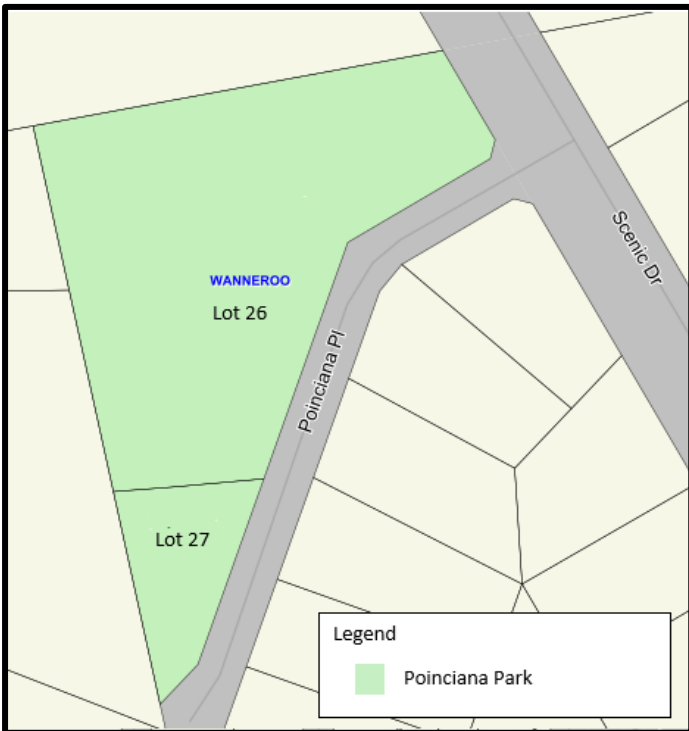 Scenic Dr
WANNEROO
Lot 26
Poinciana Pl
Lot 27
Legend
Poinciana Park